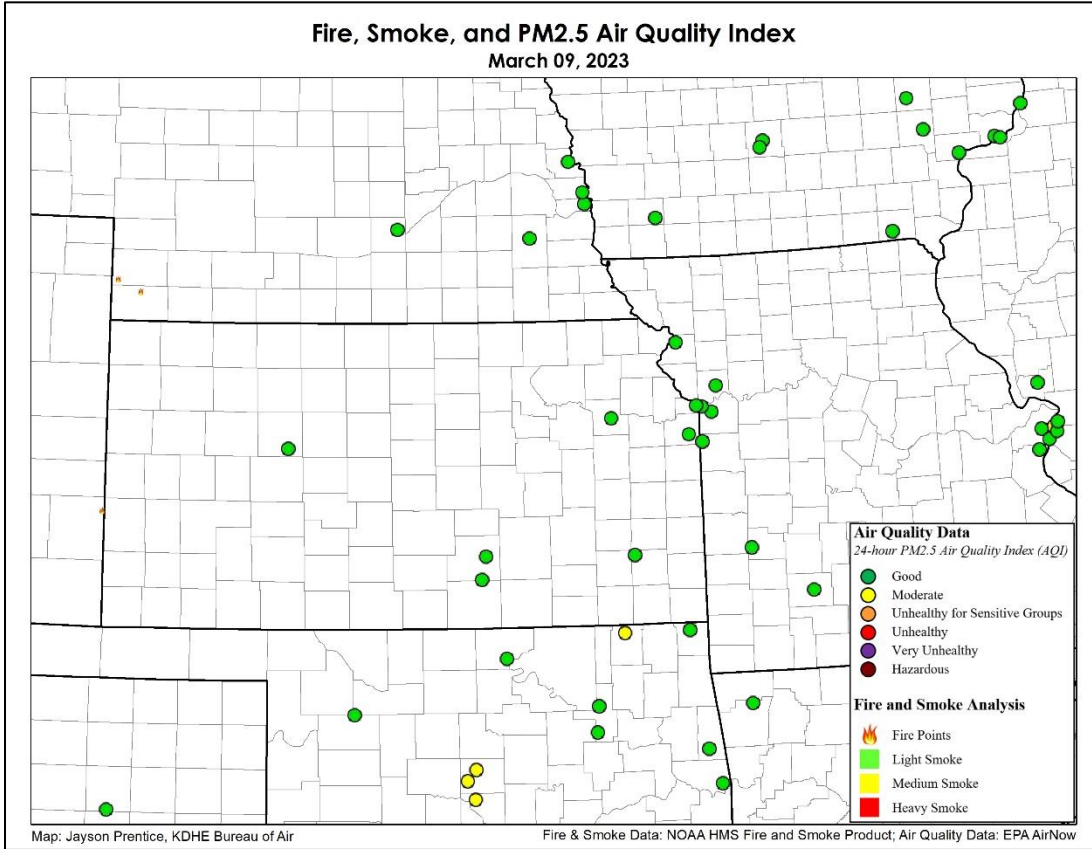 Fire, Smoke, and PM2.5 Air Quality Index
March 09, 2023
Air Quality Data
24-hour PM2.5 Air Quality Index (AQI)
Good
Moderate
Unhealthy for Sensitive Groups
Unhealthy
Very Unhealthy
Hazardous
Fire and Smoke Analysis
Fire Points
Light Smoke
Medium Smoke
Heavy Smoke
Map: Jayson Prentice, KDHE Bureau of Air
Fire & Smoke Data: NOAA HMS Fire and Smoke Product; Air Quality Data: EPA AirNow